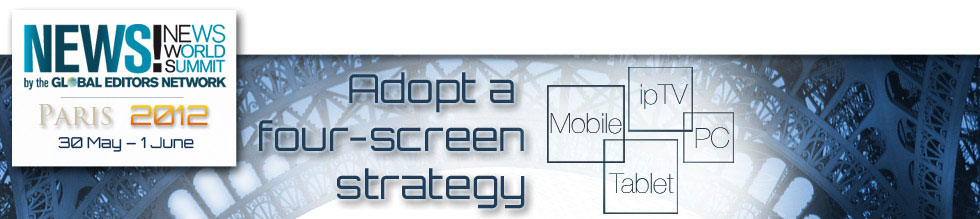 NEWS! NEWS
WORLD
SUMMIT
by the GLOBAL EDITORS NETWORK
PARIS 2012
30 May – 1 June
Adopt a
four-screen
strategy
ipTV
Mobile
PC
Tablet